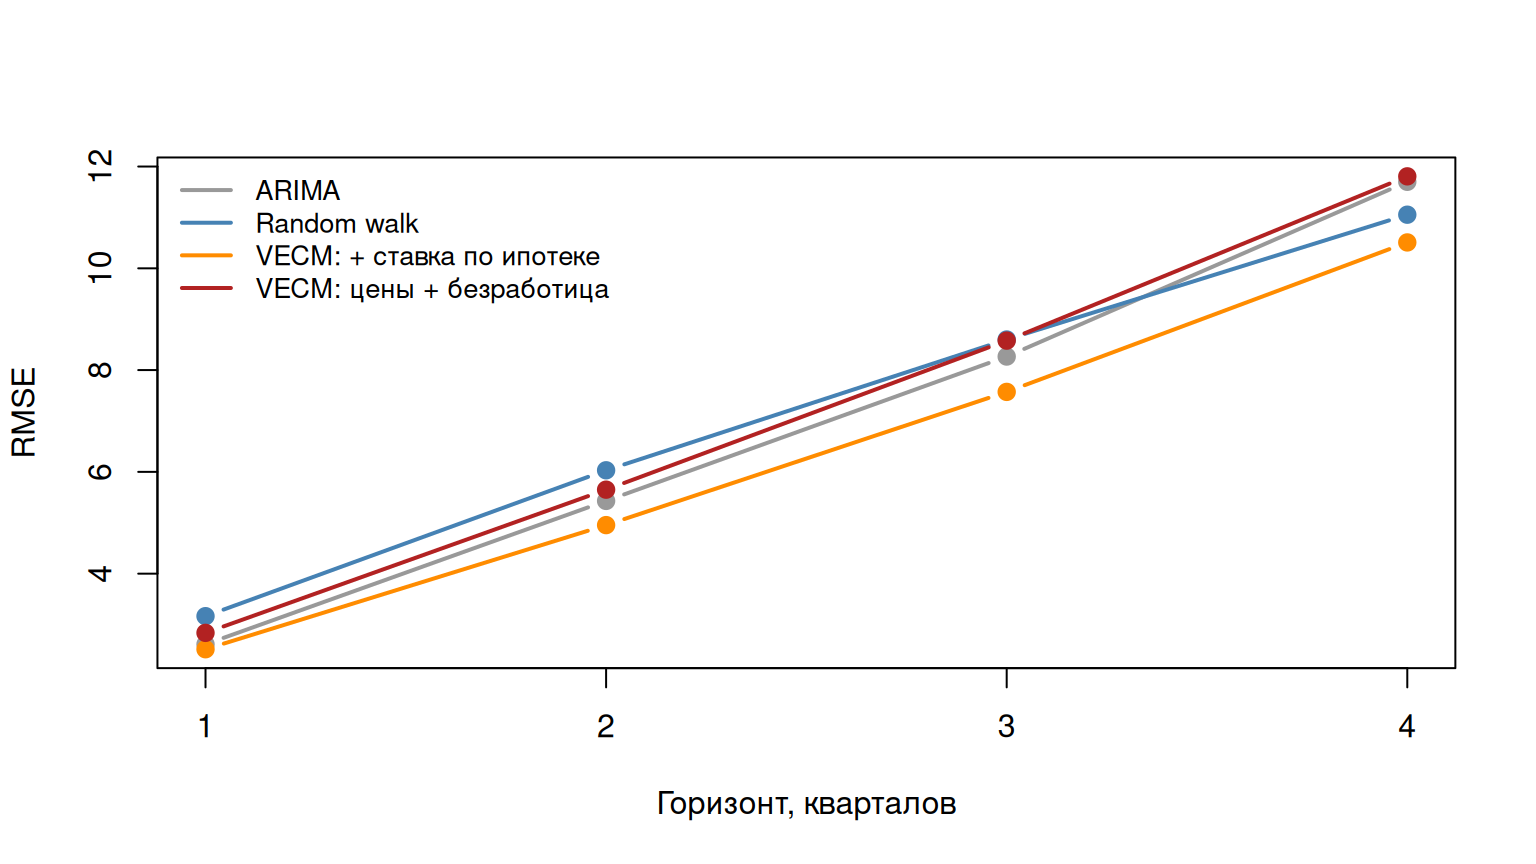 12
10
8
6
4
RMSE
ARIMA
Random walk
VECM: + ставка по ипотеке
VECM: цены + безработица
1 2 3 4
Горизонт, кварталов